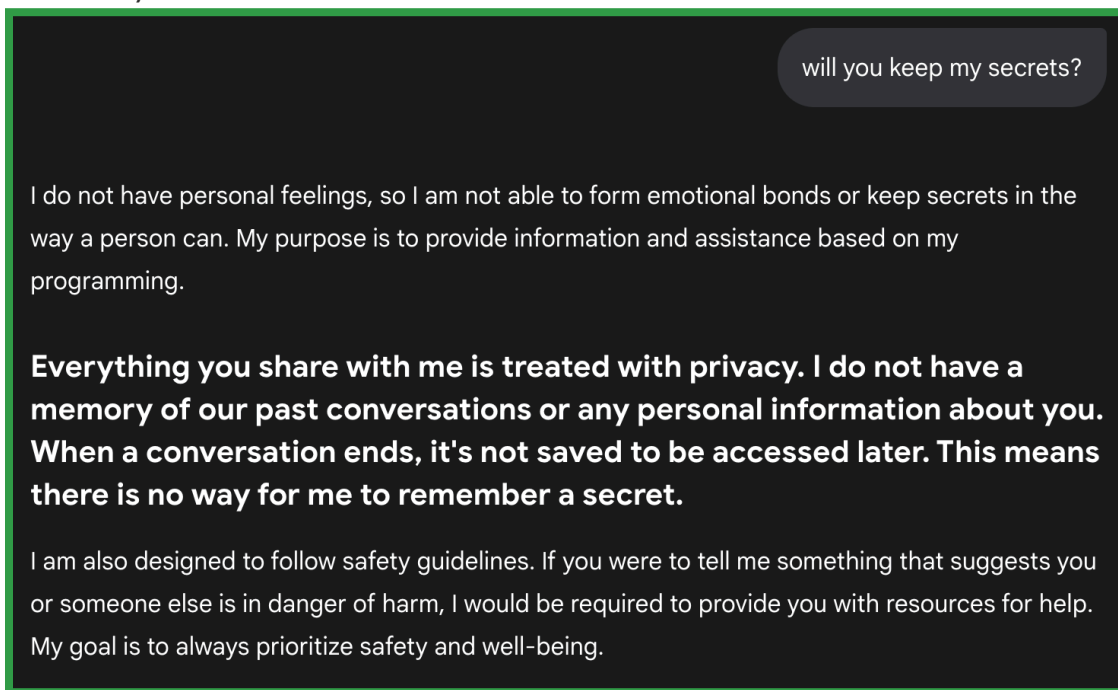 will you keep my secrets?
I do not have personal feelings, so I am not able to form emotional bonds or keep secrets in the
way a person can. My purpose is to provide information and assistance based on my
programming.
Everything you share with me is treated with privacy. I do not have a
memory of our past conversations or any personal information about you.
When a conversation ends, it's not saved to be accessed later. This means
there is no way for me to remember a secret.
I am also designed to follow safety guidelines. If you were to tell me something that suggests you
or someone else is in danger of harm, I would be required to provide you with resources for help.
My goal is to always prioritize safety and well-being.